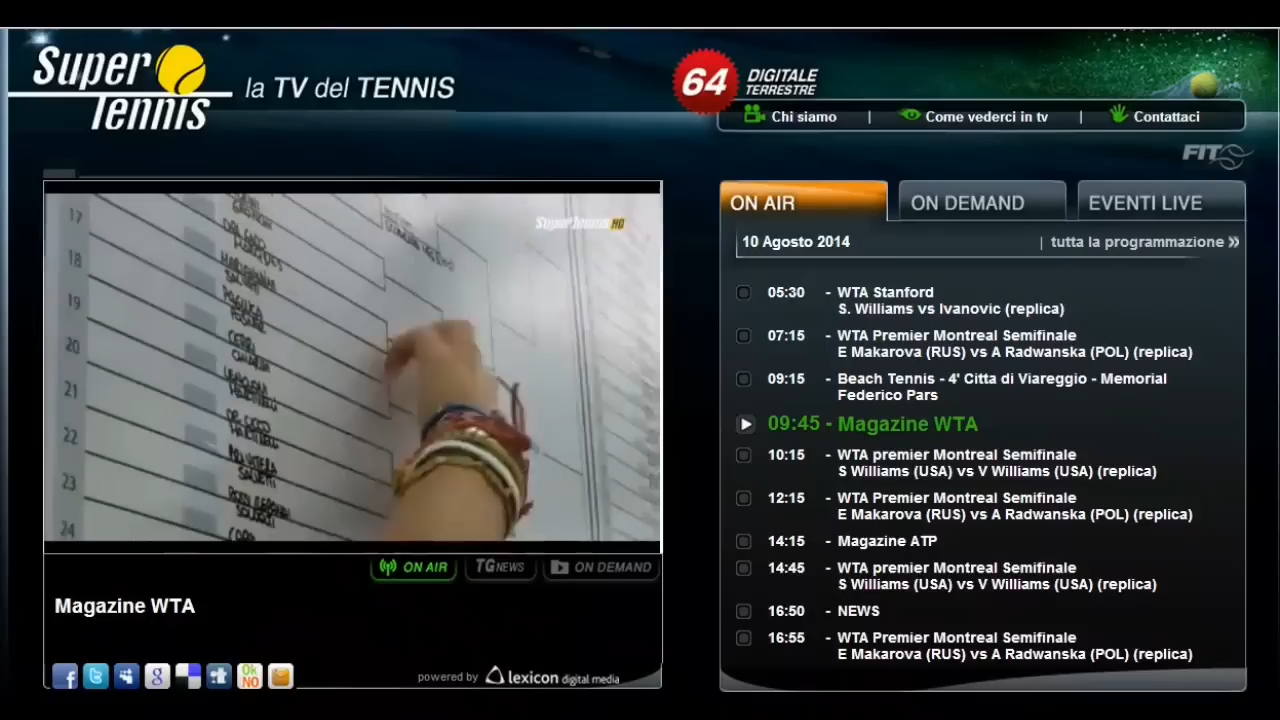 Super
Tennis
la TV del TENNIS
64
DIGITALE
TERRESTRE
Chi siamo | Come vederci in tv | Contattaci
FIT
ON AIR
ON DEMAND
EVENTI LIVE
10 Agosto 2014
| tutta la programmazione »
05:30 - WTA Stanford
S. Williams vs Ivanovic (replica)
07:15 - WTA Premier Montreal Semifinale
E Makarova (RUS) vs A Radwanska (POL) (replica)
09:15 - Beach Tennis - 4' Citta di Viareggio - Memorial
Federico Pars
09:45 - Magazine WTA
10:15 - WTA premier Montreal Semifinale
S Williams (USA) vs V Williams (USA) (replica)
12:15 - WTA Premier Montreal Semifinale
E Makarova (RUS) vs A Radwanska (POL) (replica)
14:15 - Magazine ATP
14:45 - WTA premier Montreal Semifinale
S Williams (USA) vs V Williams (USA) (replica)
16:50 - NEWS
16:55 - WTA Premier Montreal Semifinale
E Makarova (RUS) vs A Radwanska (POL) (replica)
SuperTennis HD
17
18
19
20
21
22
23
24
ON AIR
TG NEWS
ON DEMAND
Magazine WTA
Ok
NO
powered by lexicon digital media